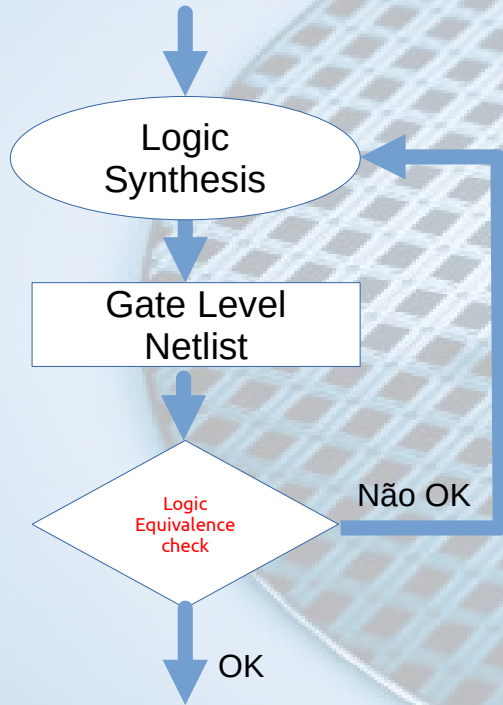 Logic
Synthesis
Gate Level
Netlist
Logic
Equivalence
check
Não OK
OK